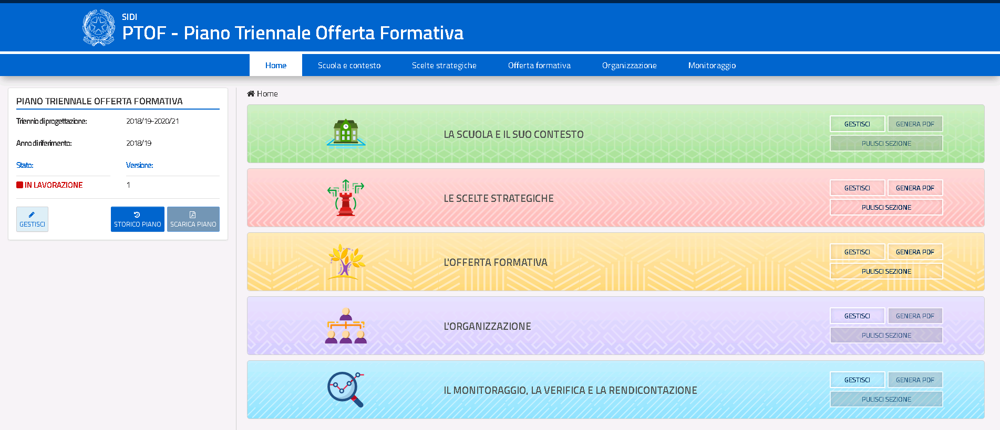 SIDI
PTOF - Piano Triennale Offerta Formativa
Home
Scuola e contesto
Scelte strategiche
Offerta formativa
Organizzazione
Monitoraggio
PIANO TRIENNALE OFFERTA FORMATIVA
Triennio di progettazione: 2018/19-2020/21
Anno di riferimento: 2018/19
Stato: Versione:
IN LAVORAZIONE 1
GESTISCI
STORICO PIANO
SCARICA PIANO
Home
LA SCUOLA E IL SUO CONTESTO
GESTISCI
GENERA PDF
PULISCI SEZIONE
LE SCELTE STRATEGICHE
GESTISCI
GENERA PDF
PULISCI SEZIONE
L'OFFERTA FORMATIVA
GESTISCI
GENERA PDF
PULISCI SEZIONE
L'ORGANIZZAZIONE
GESTISCI
GENERA PDF
PULISCI SEZIONE
IL MONITORAGGIO, LA VERIFICA E LA RENDICONTAZIONE
GESTISCI
GENERA PDF
PULISCI SEZIONE